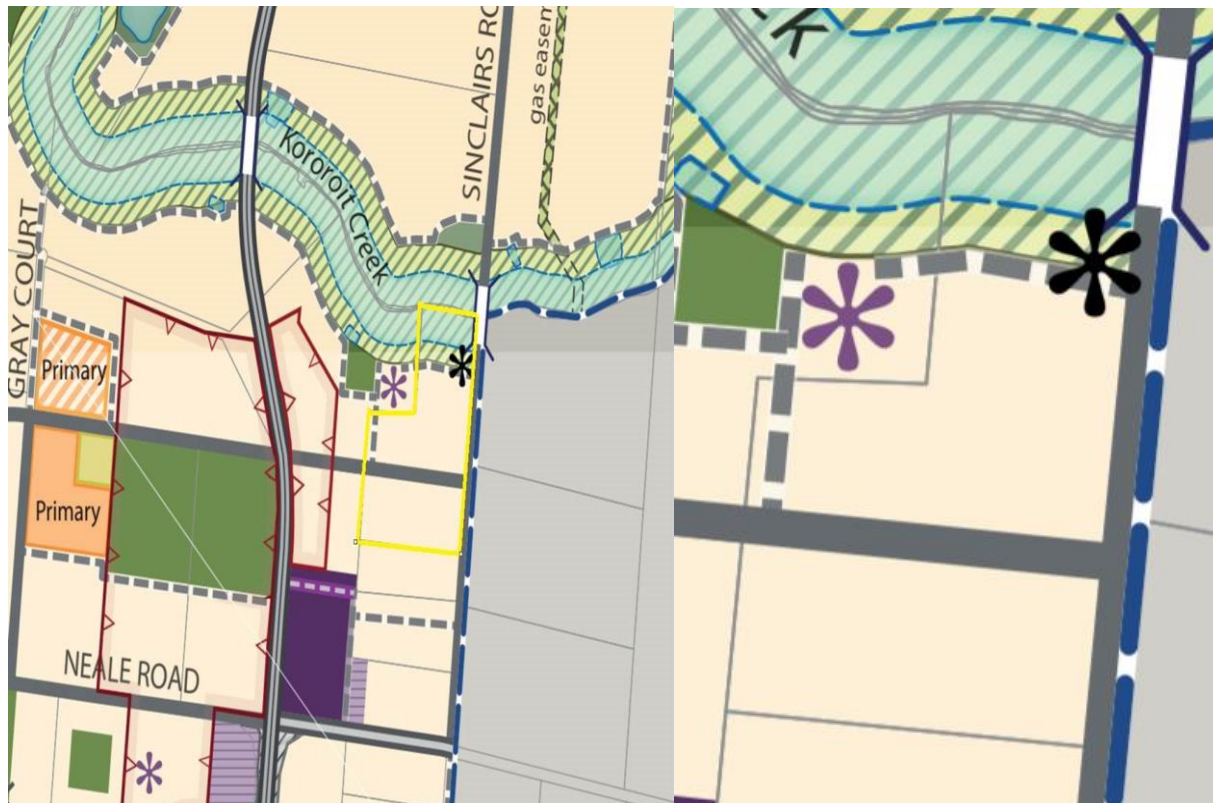 SINCLAIRS RO
gas easem
Kororoit Creek
GRAY COURT
Primary
Primary
NEALE ROAD
k